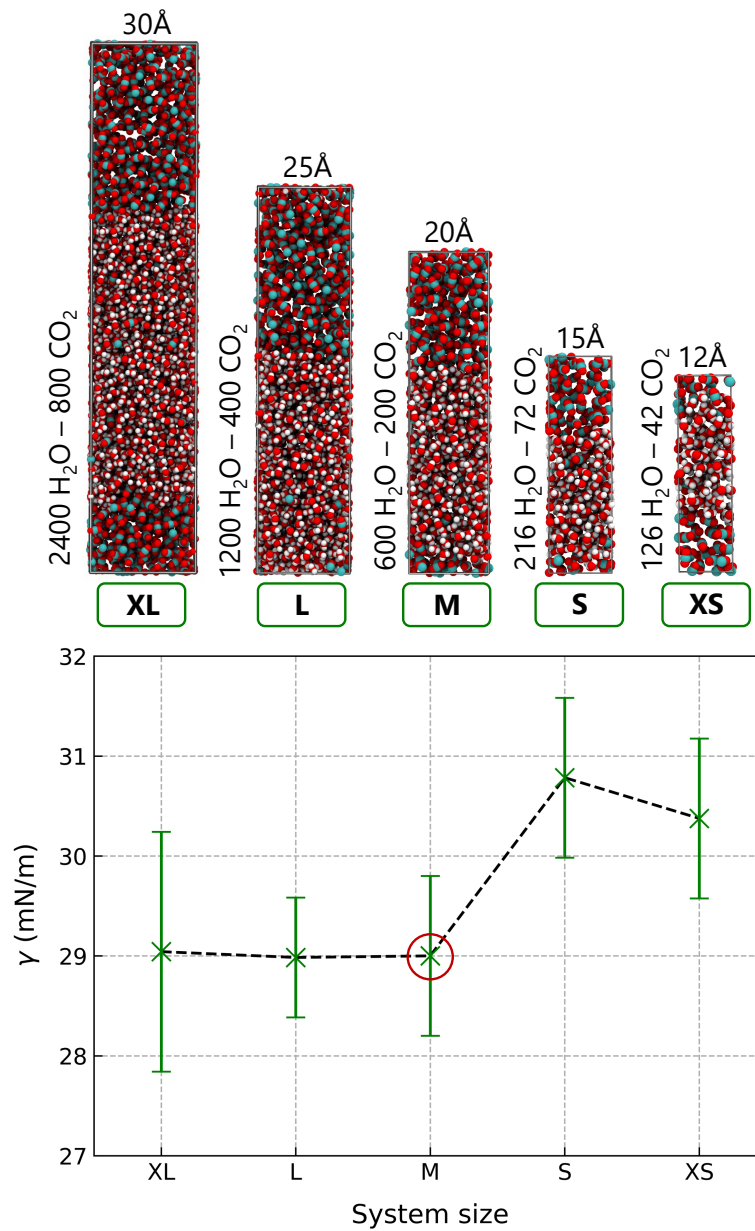 30Å
25Å
20Å
15Å
12Å
2400 H₂O – 800 CO₂
1200 H₂O – 400 CO₂
600 H₂O – 200 CO₂
216 H₂O – 72 CO₂
126 H₂O – 42 CO₂
XL
L
M
S
XS
32
31
30
29
28
27
γ (mN/m)
XL
L
M
S
XS
System size